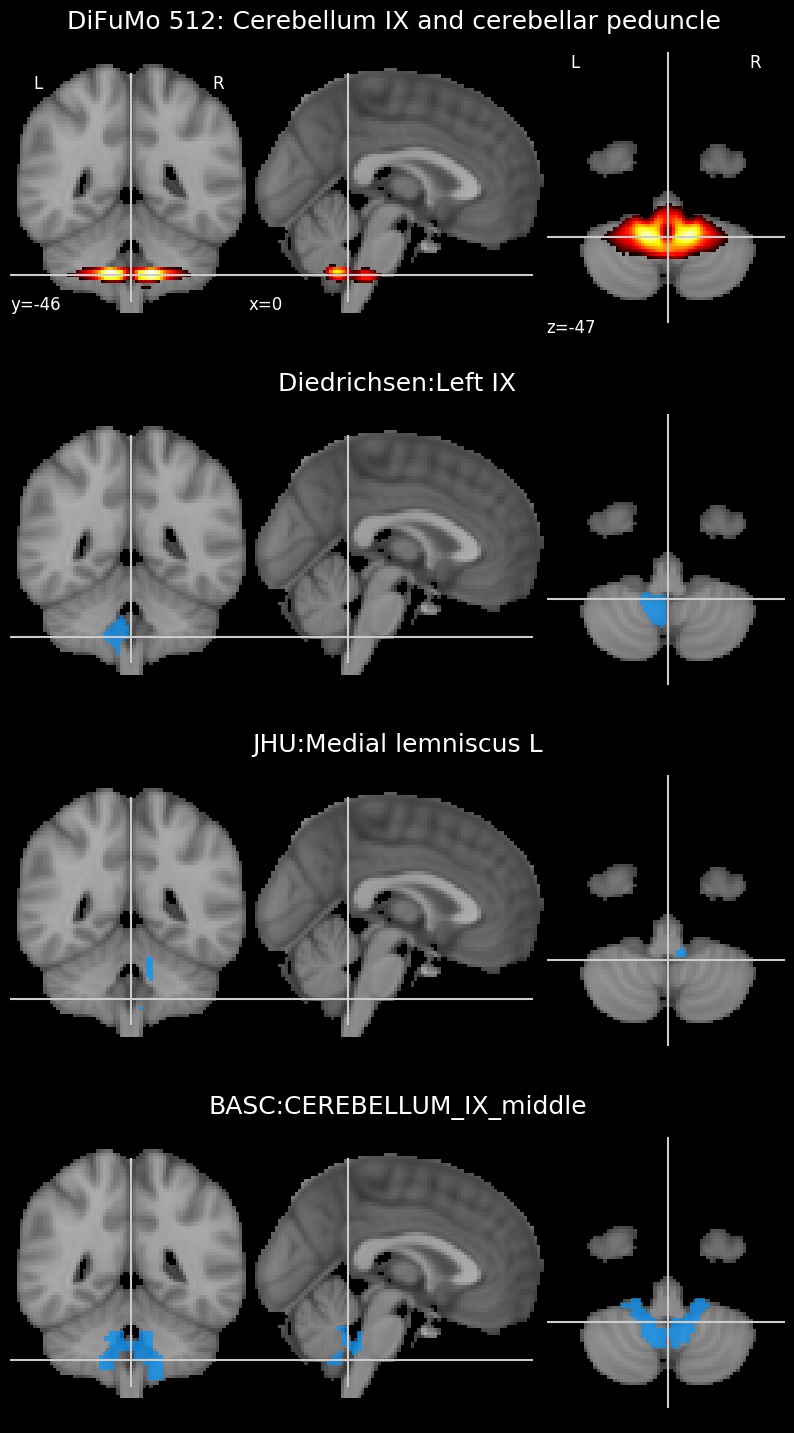 DiFuMo 512: Cerebellum IX and cerebellar peduncle
L R L R
y=-46 x=0 z=-47
Diedrichsen:Left IX
JHU:Medial lemniscus L
BASC:CEREBELLUM_IX_middle